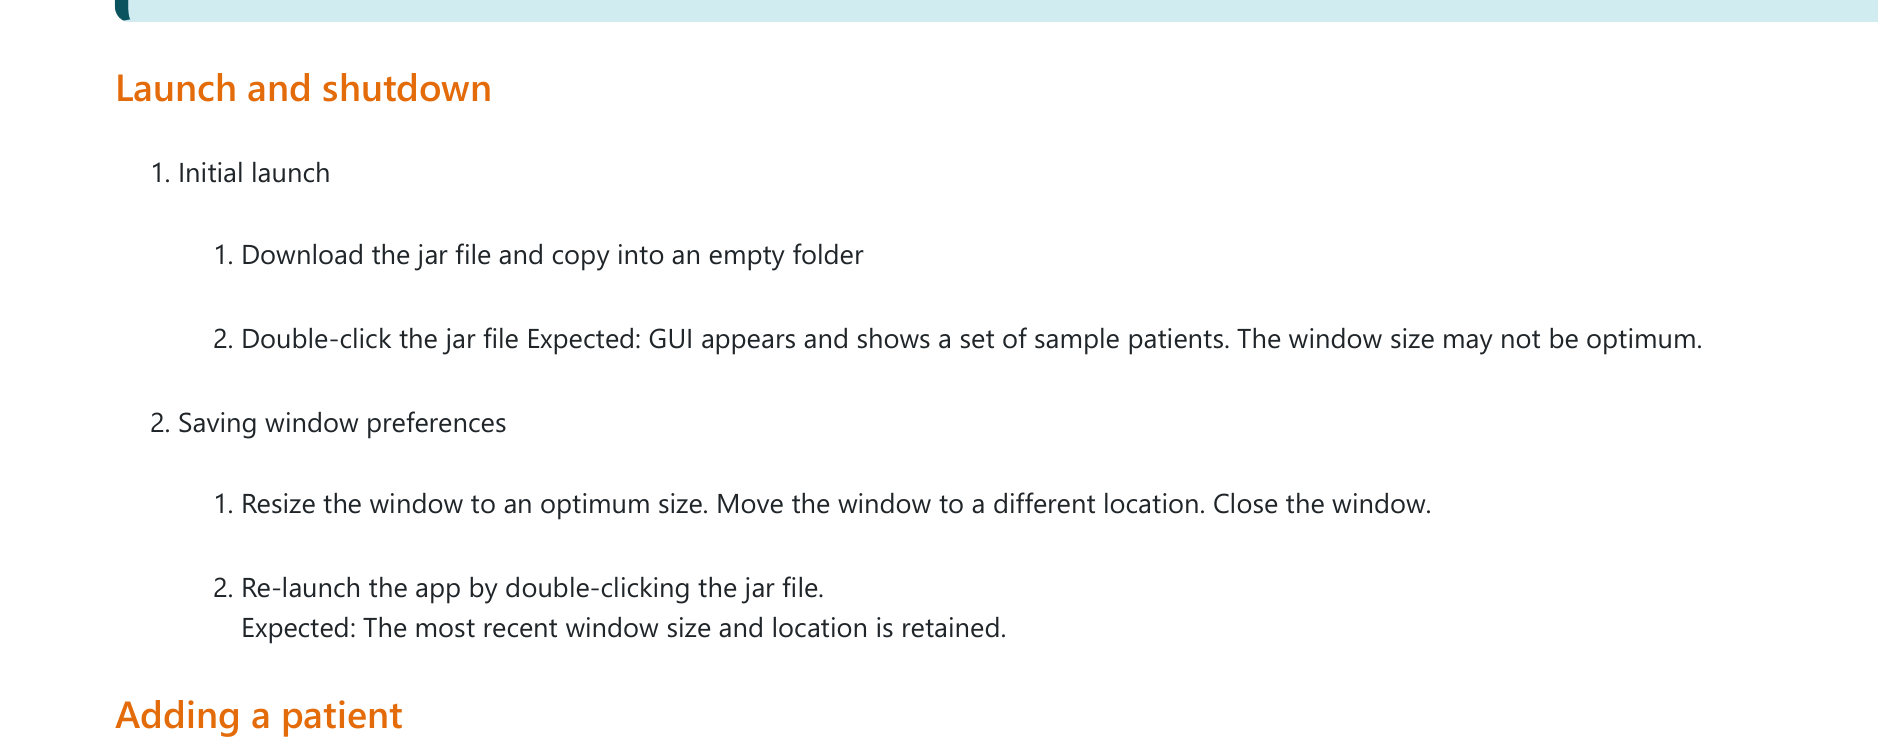 Launch and shutdown
1. Initial launch
1. Download the jar file and copy into an empty folder
2. Double-click the jar file Expected: GUI appears and shows a set of sample patients. The window size may not be optimum.
2. Saving window preferences
1. Resize the window to an optimum size. Move the window to a different location. Close the window.
2. Re-launch the app by double-clicking the jar file.
Expected: The most recent window size and location is retained.
Adding a patient